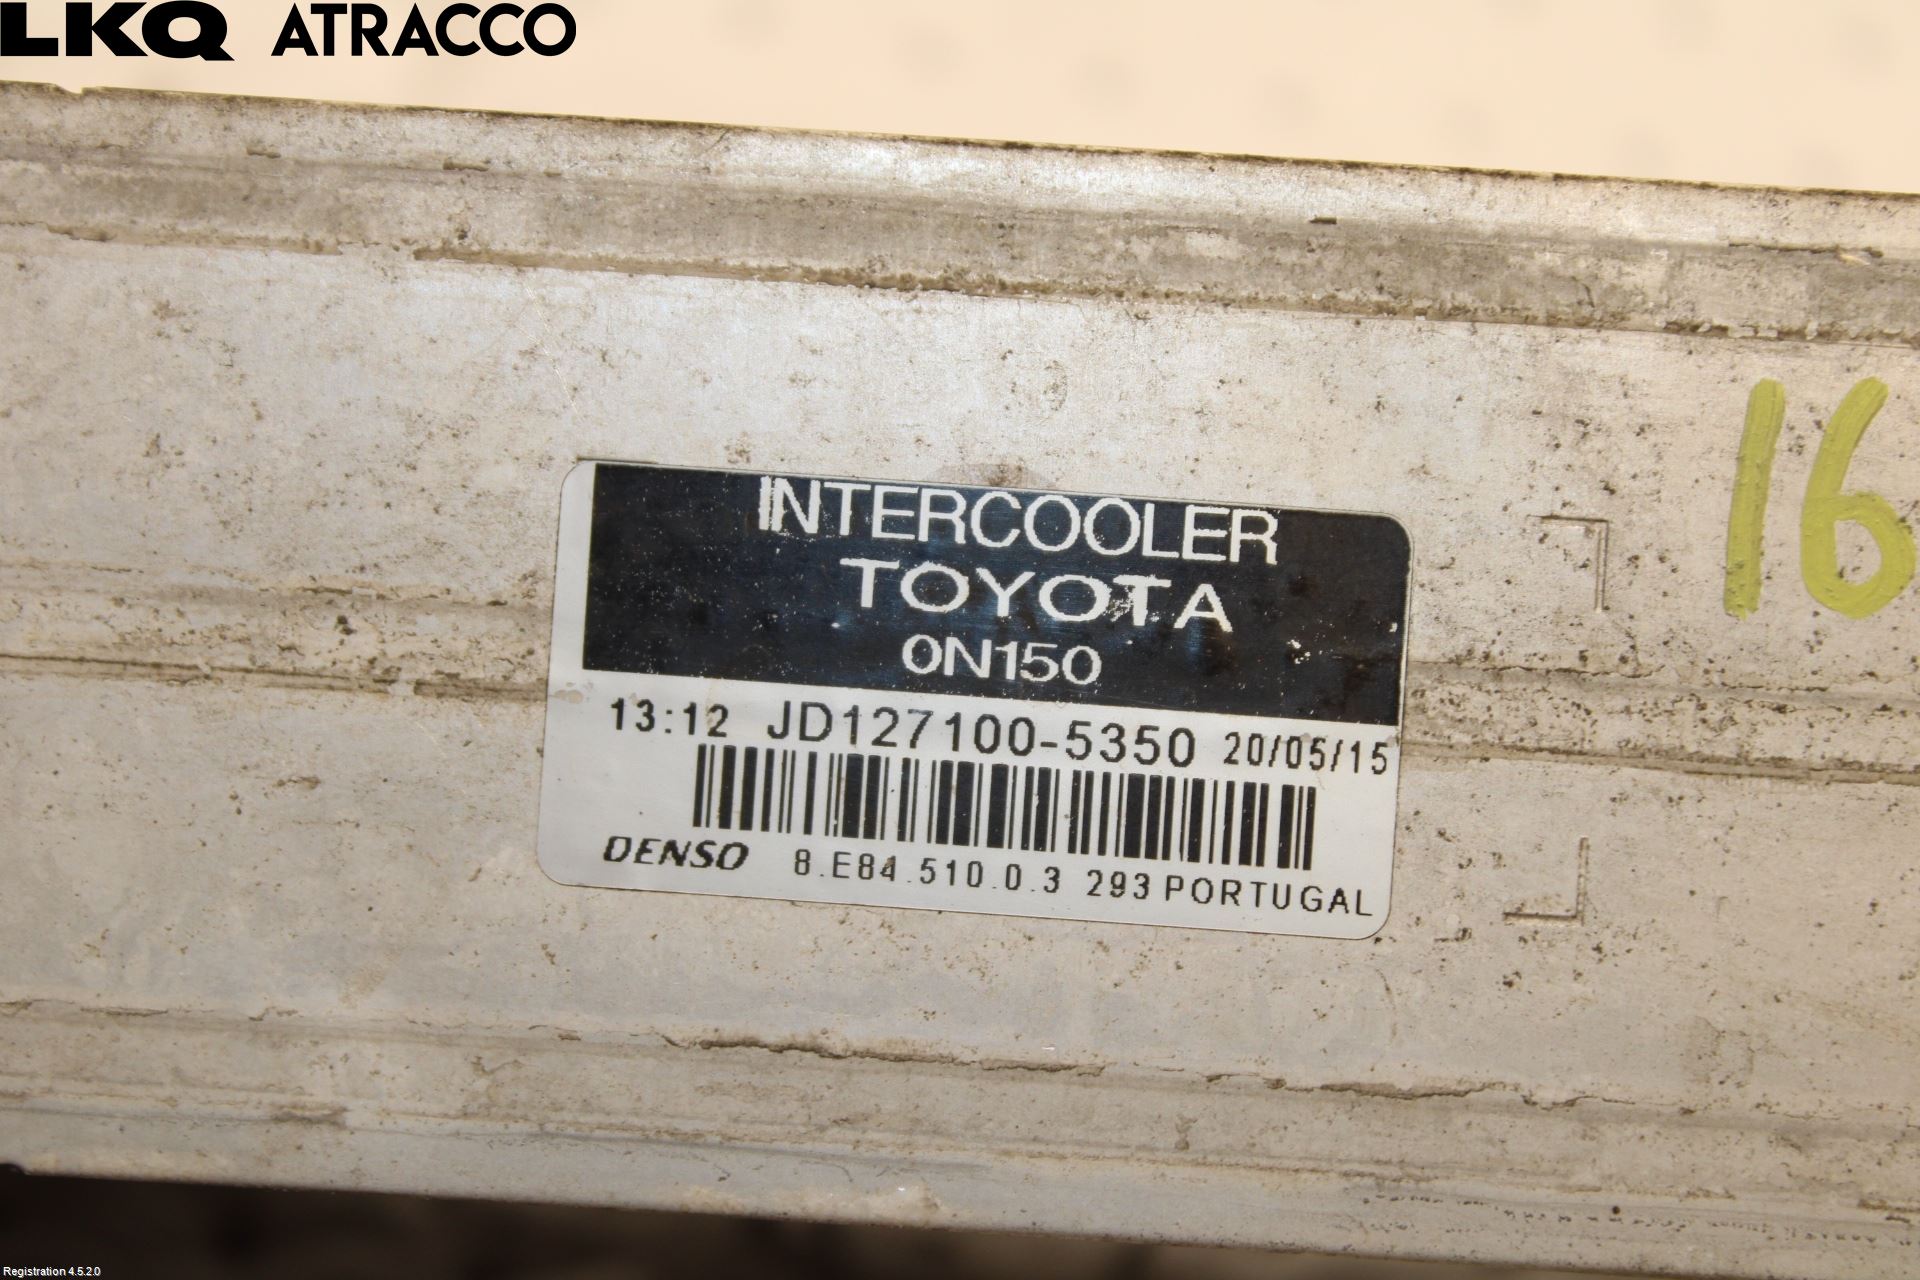 LKQ ATRACCO
INTERCOOLER
TOYOTA
0N150
13:12 JD127100-5350 20/05/15
DENSO 8.E84.510.0.3 293 PORTUGAL
16
Registration 4.5.2.0